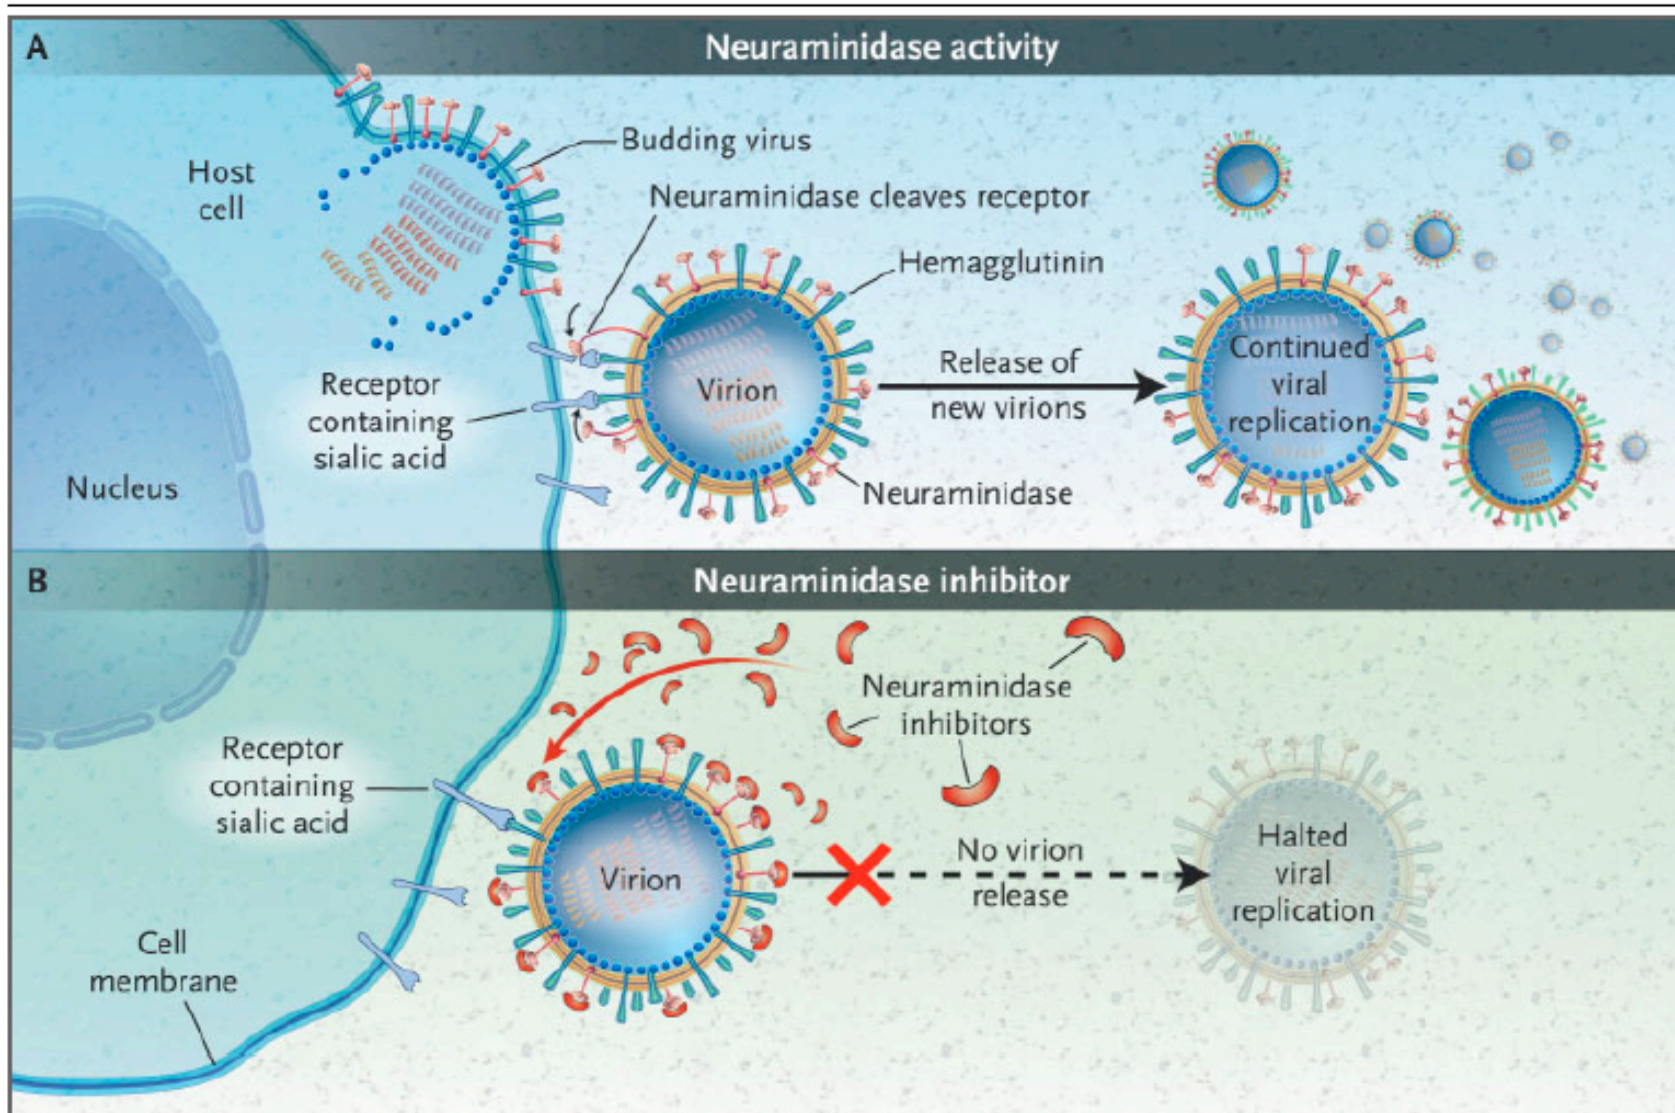 A
Neuraminidase activity
Budding virus
Host
cell
Neuraminidase cleaves receptor
Hemagglutinin
Receptor
containing
sialic acid
Virion
Release of
new virions
Continued
viral
replication
Nucleus
Neuraminidase
B
Neuraminidase inhibitor
Neuraminidase
inhibitors
Receptor
containing
sialic acid
Virion
No virion
release
Halted
viral
replication
Cell
membrane